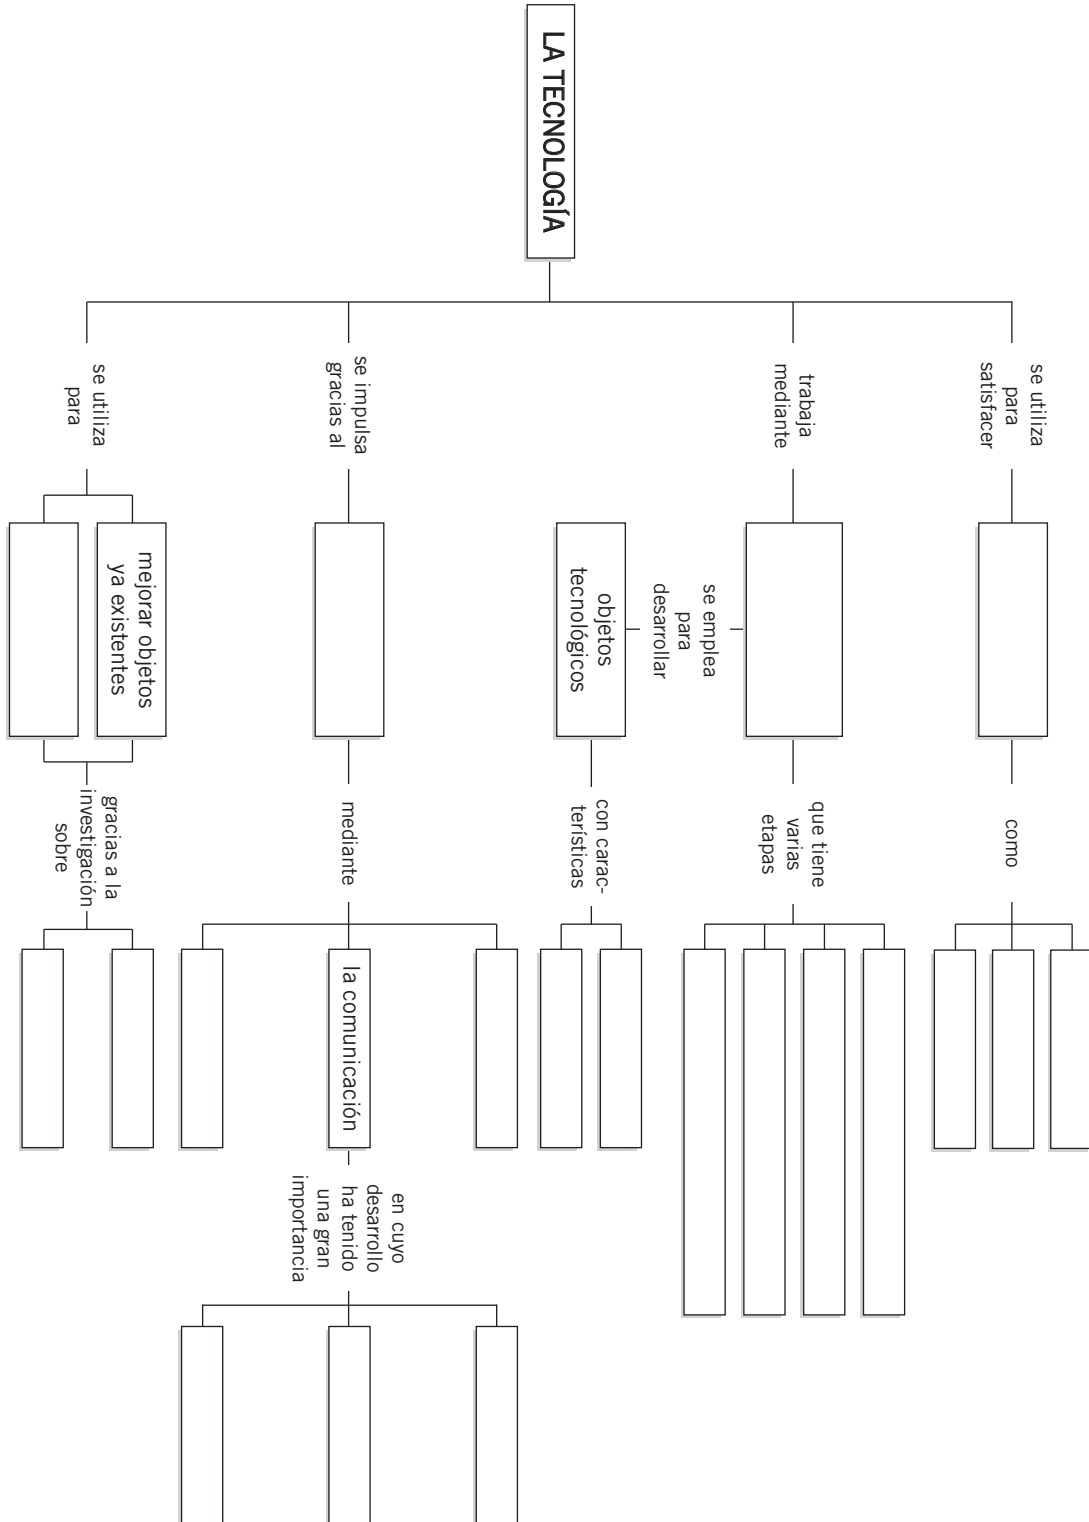 LA TECNOLOGÍA
se utiliza
para
satisfacer
como
trabaja
mediante
que tiene
varias
etapas
se emplea
para
desarrollar
objetos
tecnológicos
con carac-
terísticas
se impulsa
gracias al
mediante
la comunicación
en cuyo
desarrollo
ha tenido
una gran
importancia
se utiliza
para
mejorar objetos
ya existentes
gracias a la
investigación
sobre